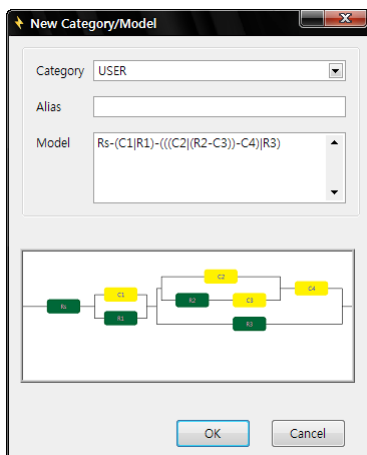 New Category/Model
Category USER
Alias
Model Rs-(C1|R1)-(((C2|(R2-C3))-C4)|R3)
C2
C1 R2 C3 C4
Rs
R1 R3
OK Cancel